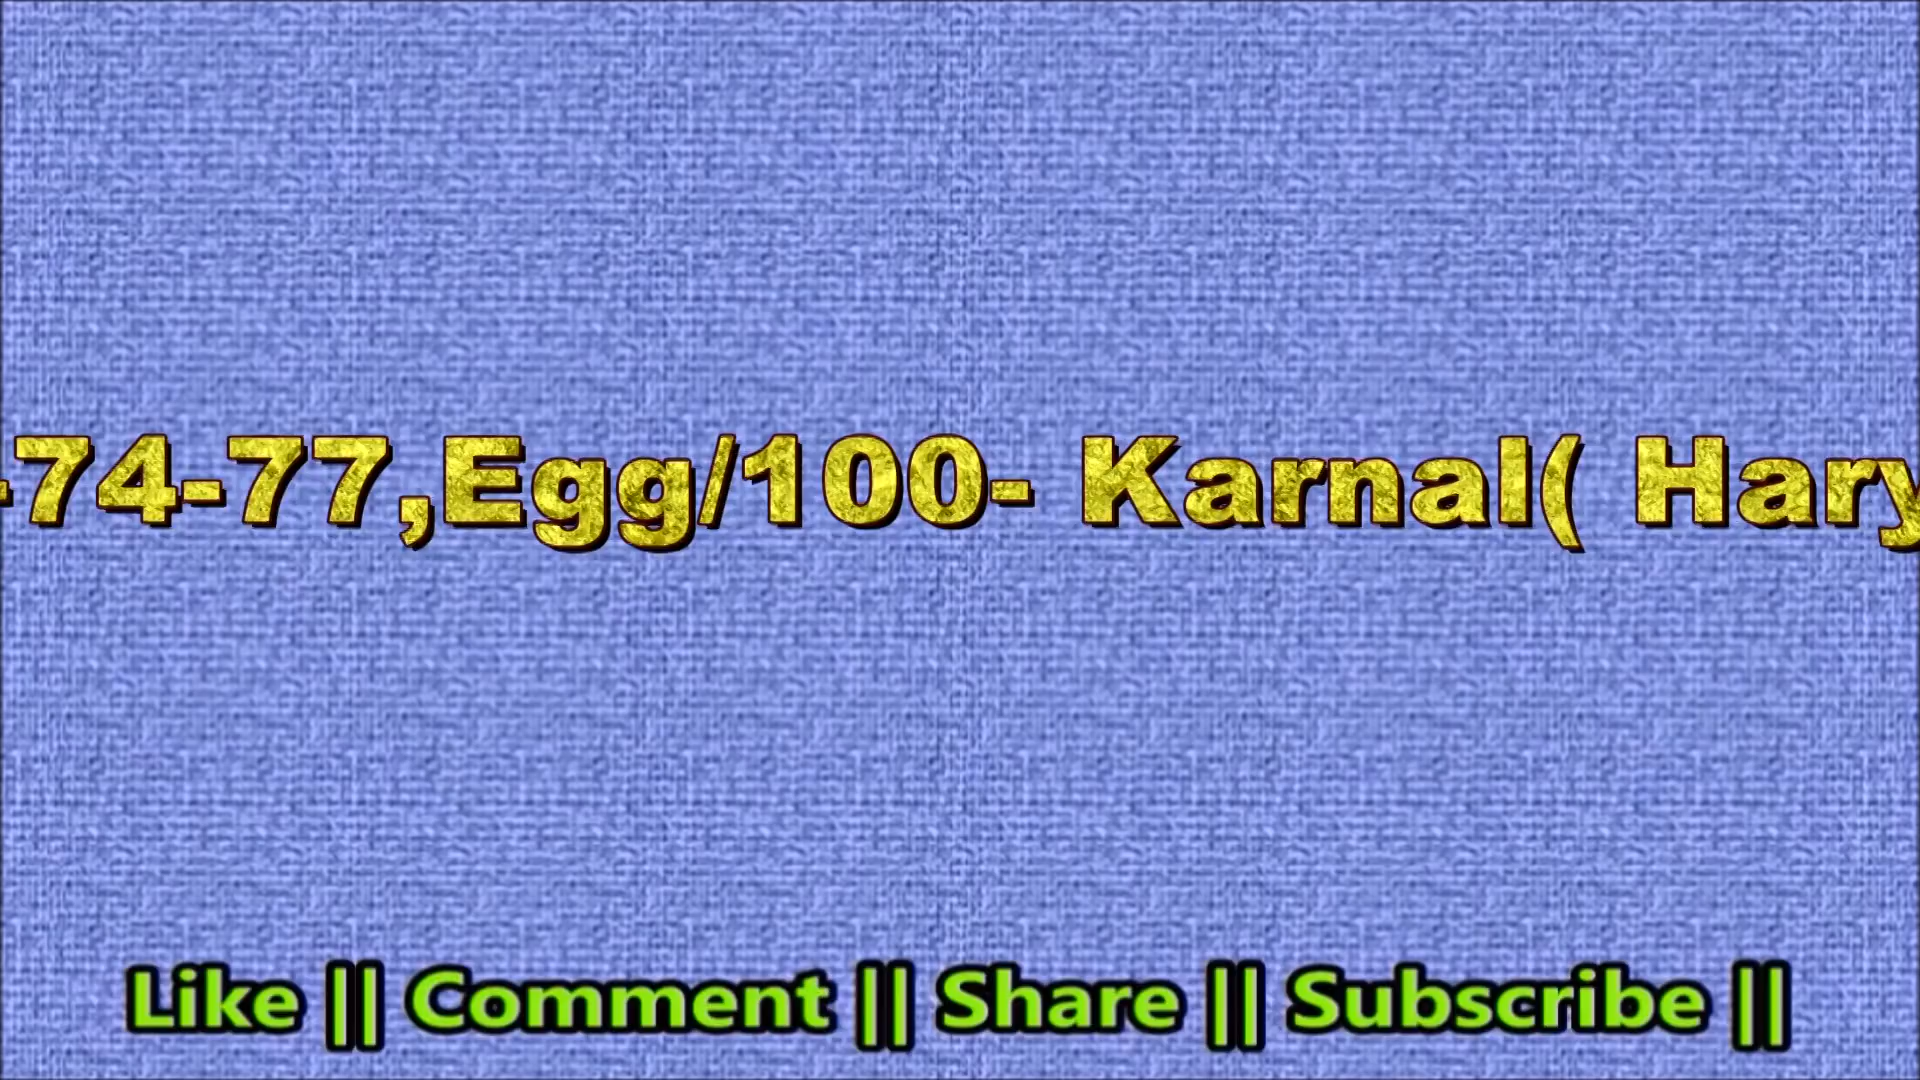 -74-77,Egg/100- Karnal( Hary
Like || Comment || Share || Subscribe ||